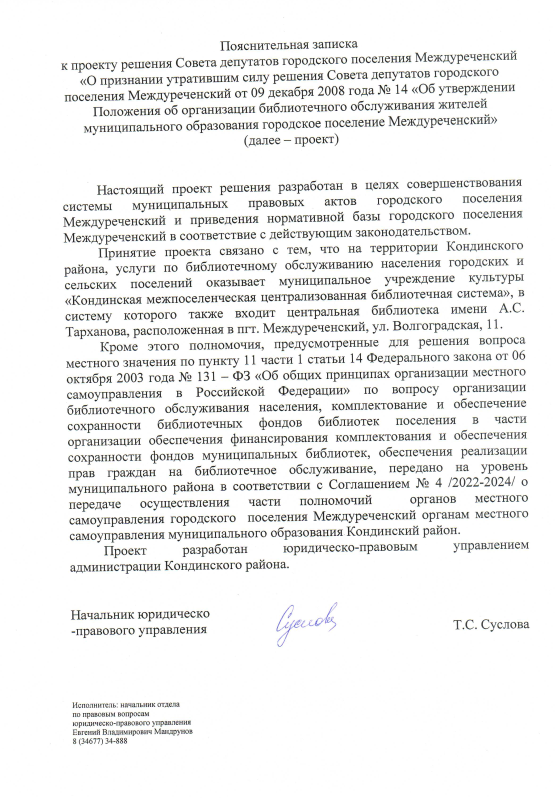 Пояснительная записка
к проекту решения Совета депутатов городского поселения Междуреченский
«О признании утратившим силу решения Совета депутатов городского
поселения Междуреченский от 09 декабря 2008 года № 14 «Об утверждении
Положения об организации библиотечного обслуживания жителей
муниципального образования городское поселение Междуреченский»
(далее – проект)
Настоящий проект решения разработан в целях совершенствования
системы муниципальных правовых актов городского поселения
Междуреченский и приведения нормативной базы городского поселения
Междуреченский в соответствие с действующим законодательством.
Принятие проекта связано с тем, что на территории Кондинского
района, услуги по библиотечному обслуживанию населения городских и
сельских поселений оказывает муниципальное учреждение культуры
«Кондинская межпоселенческая централизованная библиотечная система», в
систему которого также входит центральная библиотека имени А.С.
Тарханова, расположенная в пгт. Междуреченский, ул. Волгоградская, 11.
Кроме этого полномочия, предусмотренные для решения вопроса
местного значения по пункту 11 части 1 статьи 14 Федерального закона от 06
октября 2003 года № 131 – ФЗ «Об общих принципах организации местного
самоуправления в Российской Федерации» по вопросу организации
библиотечного обслуживания населения, комплектование и обеспечение
сохранности библиотечных фондов библиотек поселения в части
организации обеспечения финансирования комплектования и обеспечения
сохранности фондов муниципальных библиотек, обеспечения реализации
прав граждан на библиотечное обслуживание, передано на уровень
муниципального района в соответствии с Соглашением № 4 /2022-2024/ о
передаче осуществления части полномочий органов местного
самоуправления городского поселения Междуреченский органам местного
самоуправления муниципального образования Кондинский район.
Проект разработан юридическо-правовым управлением
администрации Кондинского района.
Начальник юридическо
-правового управления Суслова Т.С. Суслова
Исполнитель: начальник отдела
по правовым вопросам
юридическо-правового управления
Евгений Владимирович Мандрунов
8 (34677) 34-888